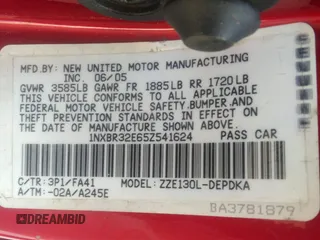 MFD.BY: NEW UNITED MOTOR MANUFACTURING
INC. 06/05
GVWR 3585LB GAWR FR 1885LB RR 1720LB
THIS VEHICLE CONFORMS TO ALL APPLICABLE
FEDERAL MOTOR VEHICLE SAFETY,BUMPER,AND
THEFT PREVENTION STANDARDS IN EFFECT ON
THE DATE OF MANUFACTURE SHOWN ABOVE.
1NXBR32E65Z541624 PASS. CAR
C/TR: 3P1/FA41 MODEL: ZZE130L-DEPDKA
A/TM: -02A/A245E
BA3781879
© DIARIO BID